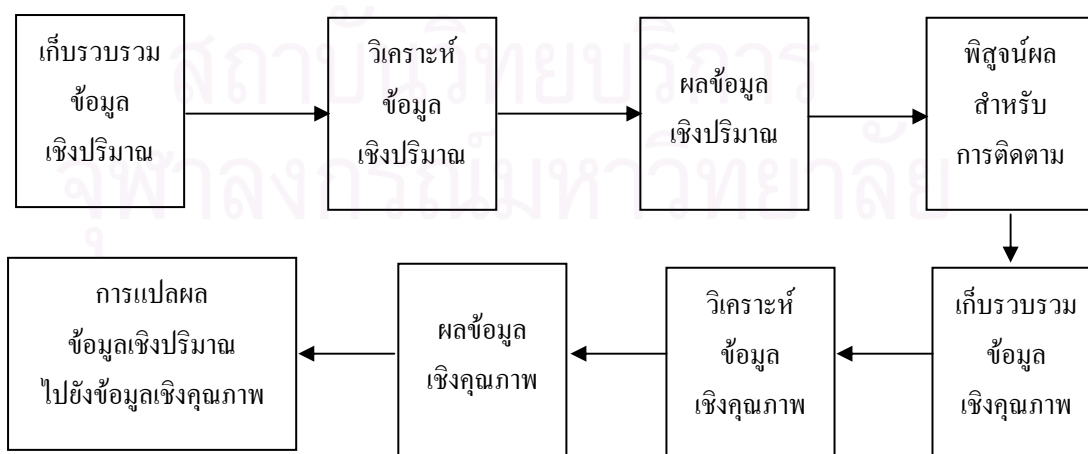 เก็บรวบรวม
ข้อมูล
เชิงปริมาณ
วิเคราะห์
ข้อมูล
เชิงปริมาณ
ผลข้อมูล
เชิงปริมาณ
พิสูจน์ผล
สำหรับ
การติดตาม
สถาบันวิทยบริการ
จุฬาลงกรณ์มหาวิทยาลัย
การแปลผล
ข้อมูลเชิงปริมาณ
ไปยังข้อมูลเชิงคุณภาพ
ผลข้อมูล
เชิงคุณภาพ
วิเคราะห์
ข้อมูล
เชิงคุณภาพ
เก็บรวบรวม
ข้อมูล
เชิงคุณภาพ